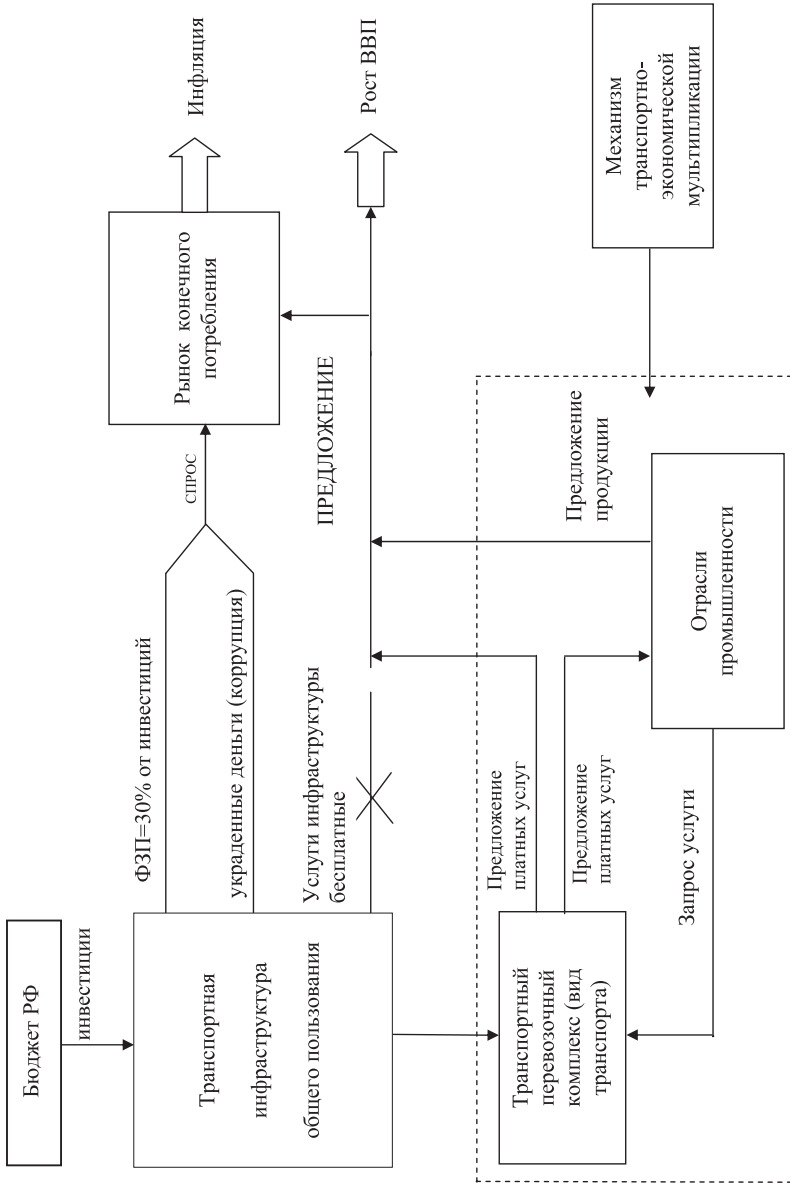 Бюджет РФ
инвестиции
Транспортная
инфраструктура
общего пользования
ФЗП=30% от инвестиций
украденные деньги (коррупция)
Услуги инфраструктуры
бесплатные
СПРОС
Рынок конечного
потребления
Инфляция
ПРЕДЛОЖЕНИЕ
Рост ВВП
Транспортный
перевозочный
комплекс (вид
транспорта)
Предложение
платных услуг
Предложение
платных услуг
Запрос услуги
Предложение
продукции
Отрасли
промышленности
Механизм
транспортно-
экономической
мультипликации